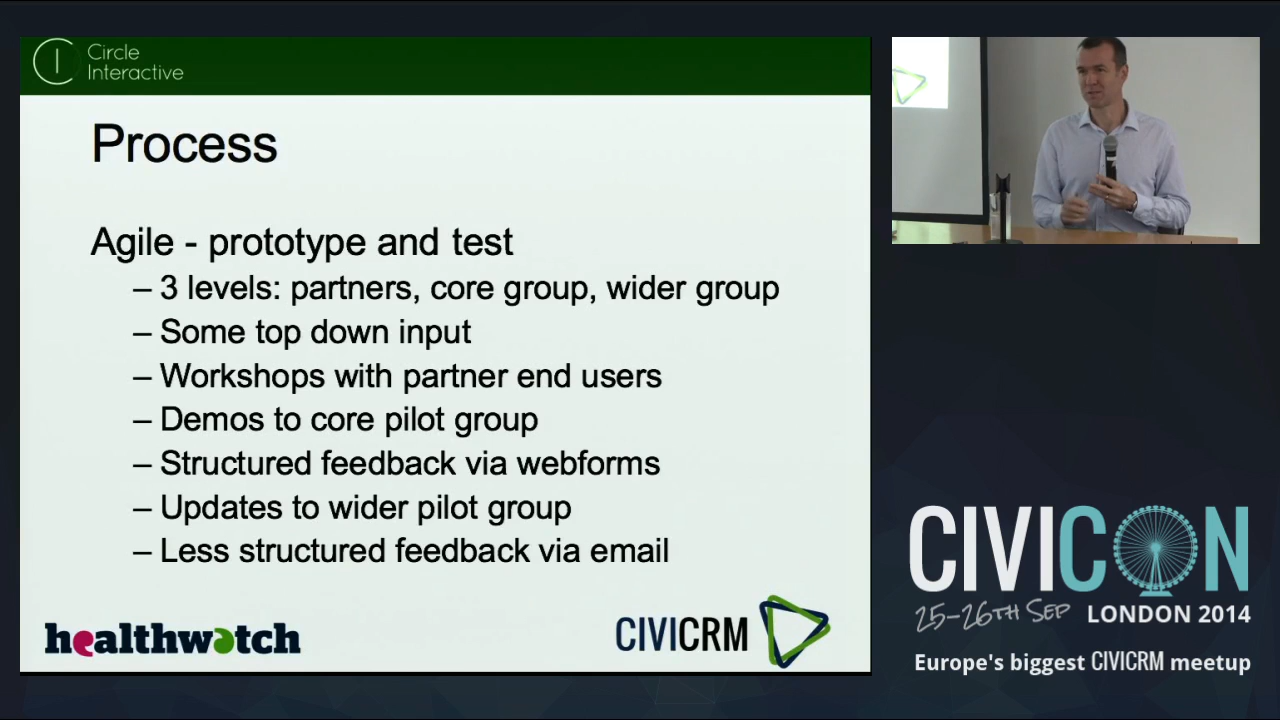 Circle
Interactive
Process
Agile - prototype and test
– 3 levels: partners, core group, wider group
– Some top down input
– Workshops with partner end users
– Demos to core pilot group
– Structured feedback via webforms
– Updates to wider pilot group
– Less structured feedback via email
healthwatch
CIVICRM
CIVICON
25-26TH SEP LONDON 2014
Europe's biggest CIVICRM meetup